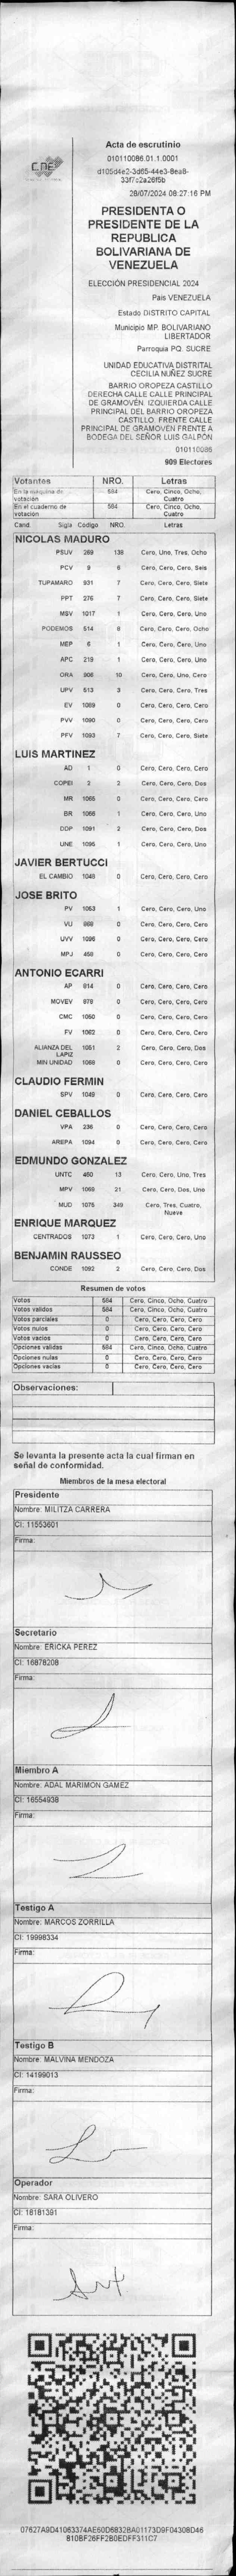 CNE
Acta de escrutinio
010110086.01.1.0001
d105d4e2-3d65-44e3-8ea8-
33f7c2a26f5b
28/07/2024 08:27:16 PM
PRESIDENTA O
PRESIDENTE DE LA
REPUBLICA
BOLIVARIANA DE
VENEZUELA
ELECCIÓN PRESIDENCIAL 2024
País VENEZUELA
Estado DISTRITO CAPITAL
Municipio MP. BOLIVARIANO
LIBERTADOR
Parroquia PQ. SUCRE
UNIDAD EDUCATIVA DISTRITAL
CECILIA NUÑEZ SUCRE
BARRIO OROPEZA CASTILLO
DERECHA CALLE CALLE PRINCIPAL
DE GRAMOVÉN. IZQUIERDA CALLE
PRINCIPAL DEL BARRIO OROPEZA
CASTILLO. FRENTE CALLE
PRINCIPAL DE GRAMOVEN FRENTE A
BODEGA DEL SEÑOR LUIS GALPÓN
010110086
909 Electores
Votantes NRO. Letras
En la máquina de votación 584 Cero, Cinco, Ocho, Cuatro
En el cuaderno de votación 584 Cero, Cinco, Ocho, Cuatro
Cand. Sigla Codigo NRO. Letras
NICOLAS MADURO
PSUV 269 138 Cero, Uno, Tres, Ocho
PCV 9 6 Cero, Cero, Cero, Seis
TUPAMARO 931 7 Cero, Cero, Cero, Siete
PPT 276 7 Cero, Cero, Cero, Siete
MSV 1017 1 Cero, Cero, Cero, Uno
PODEMOS 514 8 Cero, Cero, Cero, Ocho
MEP 6 1 Cero, Cero, Cero, Uno
APC 219 1 Cero, Cero, Cero, Uno
ORA 906 10 Cero, Cero, Uno, Cero
UPV 513 3 Cero, Cero, Cero, Tres
EV 1089 0 Cero, Cero, Cero, Cero
PVV 1090 0 Cero, Cero, Cero, Cero
PFV 1093 7 Cero, Cero, Cero, Siete
LUIS MARTINEZ
AD 1 0 Cero, Cero, Cero, Cero
COPEI 2 2 Cero, Cero, Cero, Dos
MR 1065 0 Cero, Cero, Cero, Cero
BR 1066 1 Cero, Cero, Cero, Uno
DDP 1091 2 Cero, Cero, Cero, Dos
UNE 1095 1 Cero, Cero, Cero, Uno
JAVIER BERTUCCI
EL CAMBIO 1048 0 Cero, Cero, Cero, Cero
JOSE BRITO
PV 1053 1 Cero, Cero, Cero, Uno
VU 868 0 Cero, Cero, Cero, Cero
UVV 1096 0 Cero, Cero, Cero, Cero
MPJ 458 0 Cero, Cero, Cero, Cero
ANTONIO ECARRI
AP 914 0 Cero, Cero, Cero, Cero
MOVEV 978 0 Cero, Cero, Cero, Cero
CMC 1050 0 Cero, Cero, Cero, Cero
FV 1062 0 Cero, Cero, Cero, Cero
ALIANZA DEL LAPIZ 1051 2 Cero, Cero, Cero, Dos
MIN UNIDAD 1068 0 Cero, Cero, Cero, Cero
CLAUDIO FERMIN
SPV 1049 0 Cero, Cero, Cero, Cero
DANIEL CEBALLOS
VPA 236 0 Cero, Cero, Cero, Cero
AREPA 1094 0 Cero, Cero, Cero, Cero
EDMUNDO GONZALEZ
UNTC 460 13 Cero, Cero, Uno, Tres
MPV 1066 21 Cero, Cero, Dos, Uno
MUD 1075 349 Cero, Tres, Cuatro, Nueve
ENRIQUE MARQUEZ
CENTRADOS 1073 1 Cero, Cero, Cero, Uno
BENJAMIN RAUSSEO
CONDE 1092 2 Cero, Cero, Cero, Dos
Resumen de votos
Votos 584 Cero, Cinco, Ocho, Cuatro
Votos validos 584 Cero, Cinco, Ocho, Cuatro
Votos parciales 0 Cero, Cero, Cero, Cero
Votos nulos 0 Cero, Cero, Cero, Cero
Votos vacios 0 Cero, Cero, Cero, Cero
Opciones validas 584 Cero, Cinco, Ocho, Cuatro
Opciones nulas 0 Cero, Cero, Cero, Cero
Opciones vacias 0 Cero, Cero, Cero, Cero
Observaciones:
Se levanta la presente acta la cual firman en
señal de conformidad.
Miembros de la mesa electoral
Presidente
Nombre: MILITZA CARRERA
CI: 11553601
Firma:
Secretario
Nombre: ERICKA PEREZ
CI: 16878208
Firma:
Miembro A
Nombre: ADAL MARIMON GAMEZ
CI: 16554938
Firma:
Testigo A
Nombre: MARCOS ZORRILLA
CI: 19998334
Firma:
Testigo B
Nombre: MALVINA MENDOZA
CI: 14199013
Firma:
Operador
Nombre: SARA OLIVERO
CI: 18181391
Firma:
07627A9D41063374AE60D6832BA01173D9F04308D46
810BF26FF2B0EDFF311C7